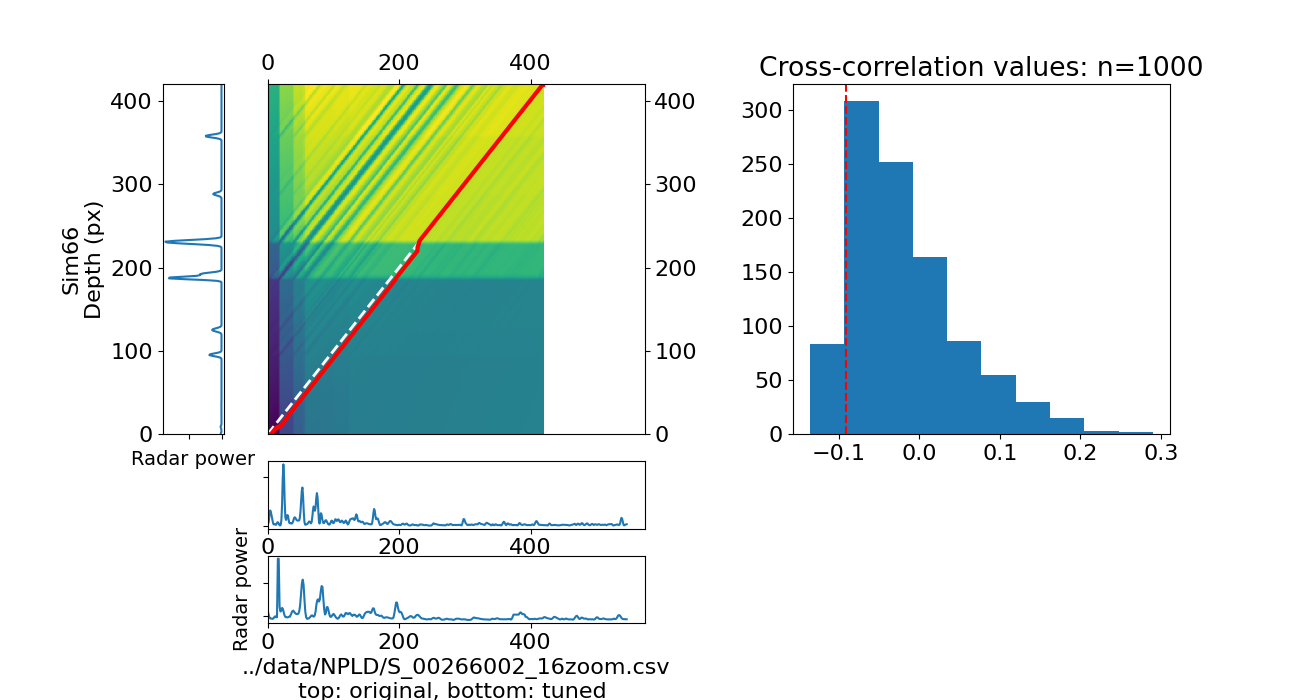 0 200 400
Cross-correlation values: n=1000
400
300
200
100
0
Sim66
Depth (px)
Radar power
400
300
200
100
0
300
250
200
150
100
50
0
−0.1 0.0 0.1 0.2 0.3
0 200 400
Radar power
0 200 400
../data/NPLD/S_00266002_16zoom.csv
top: original, bottom: tuned